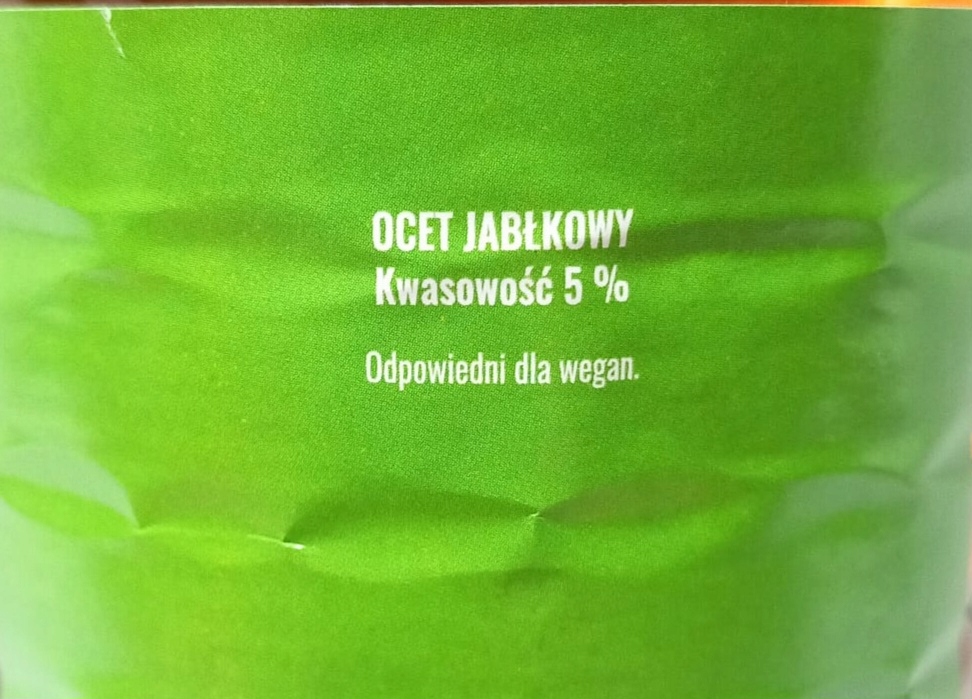 OCET JABŁKOWY
Kwasowość 5 %
Odpowiedni dla wegan.